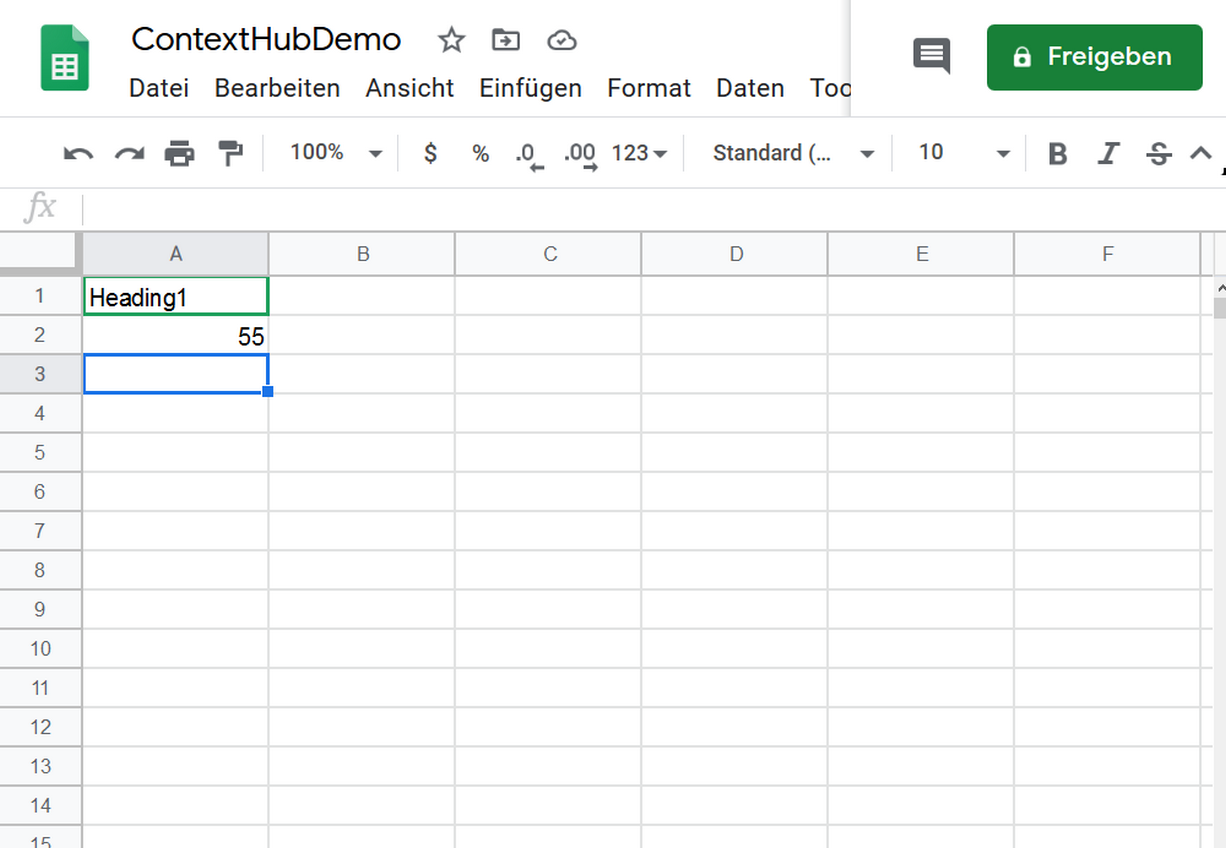 ContextHubDemo
Freigeben
Datei Bearbeiten Ansicht Einfügen Format Daten Too
100% $ % .0 .00 123 Standard (... 10 B I S
fx
A B C D E F
1 Heading1
2 55
3
4
5
6
7
8
9
10
11
12
13
14
15